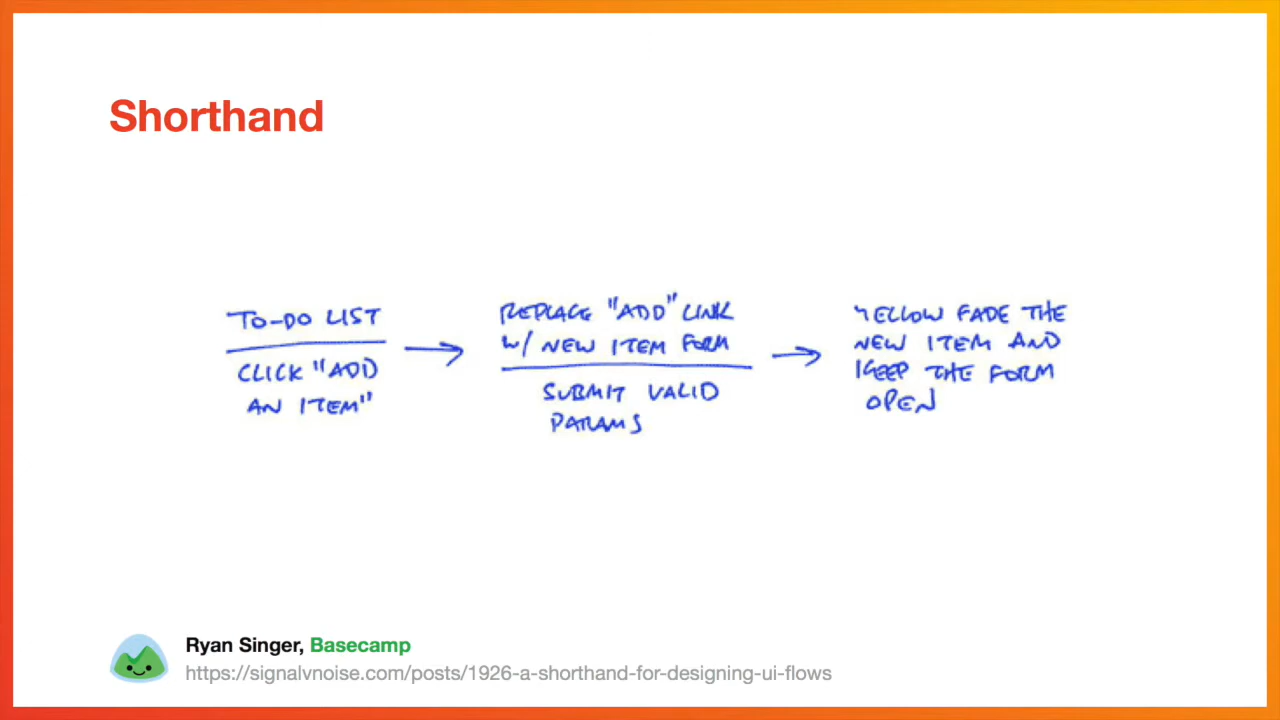 Shorthand
TO-DO LIST
CLICK "ADD
AN ITEM"
REPLACE "ADD" LINK
W/ NEW ITEM FORM
SUBMIT VALID
PARAMS
YELLOW FADE THE
NEW ITEM AND
KEEP THE FORM
OPEN
Ryan Singer, Basecamp
https://signalvnoise.com/posts/1926-a-shorthand-for-designing-ui-flows